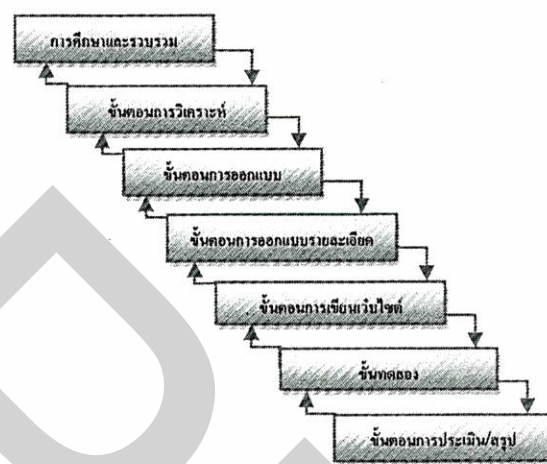 การศึกษาและรวบรวม
ขั้นตอนการวิเคราะห์
ขั้นตอนการออกแบบ
ขั้นตอนการออกแบบรายละเอียด
ขั้นตอนการเขียนเว็บไซต์
ขั้นทดลอง
ขั้นตอนการประเมิน/สรุป